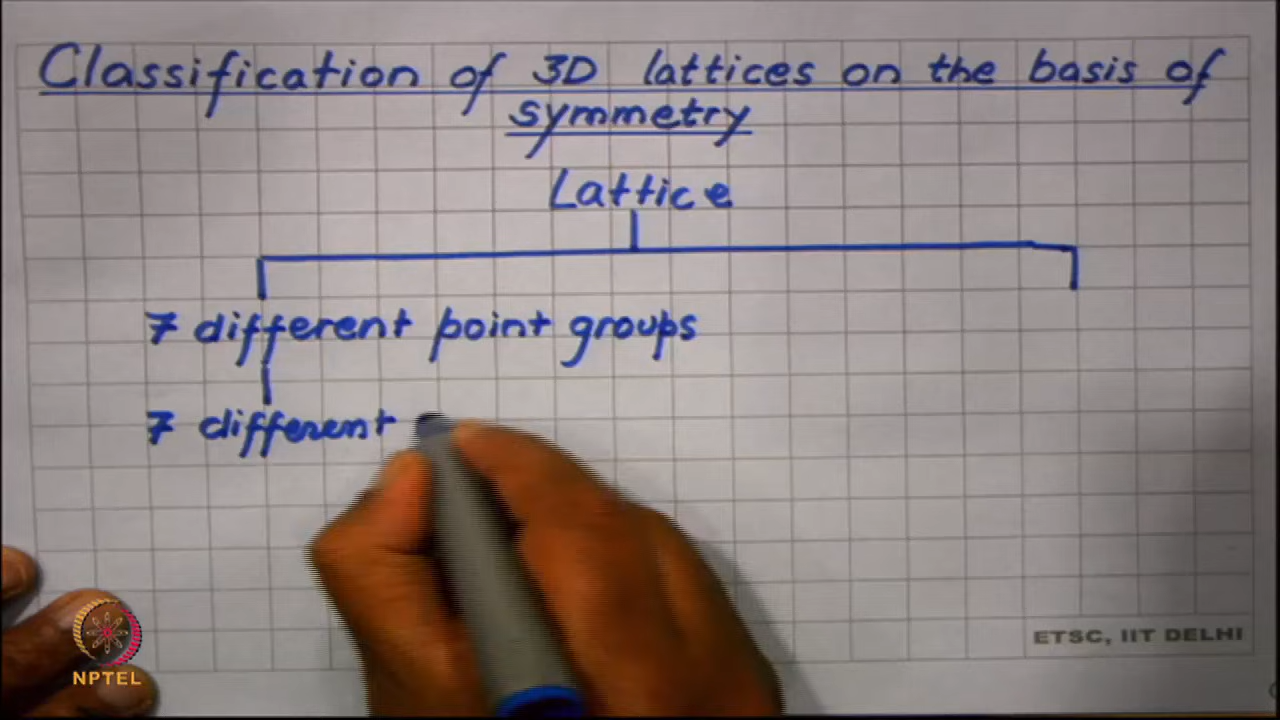 Classification of 3D lattices on the basis of
symmetry
Lattice
7 different point groups
7 different
ETSC, IIT DELHI
NPTEL